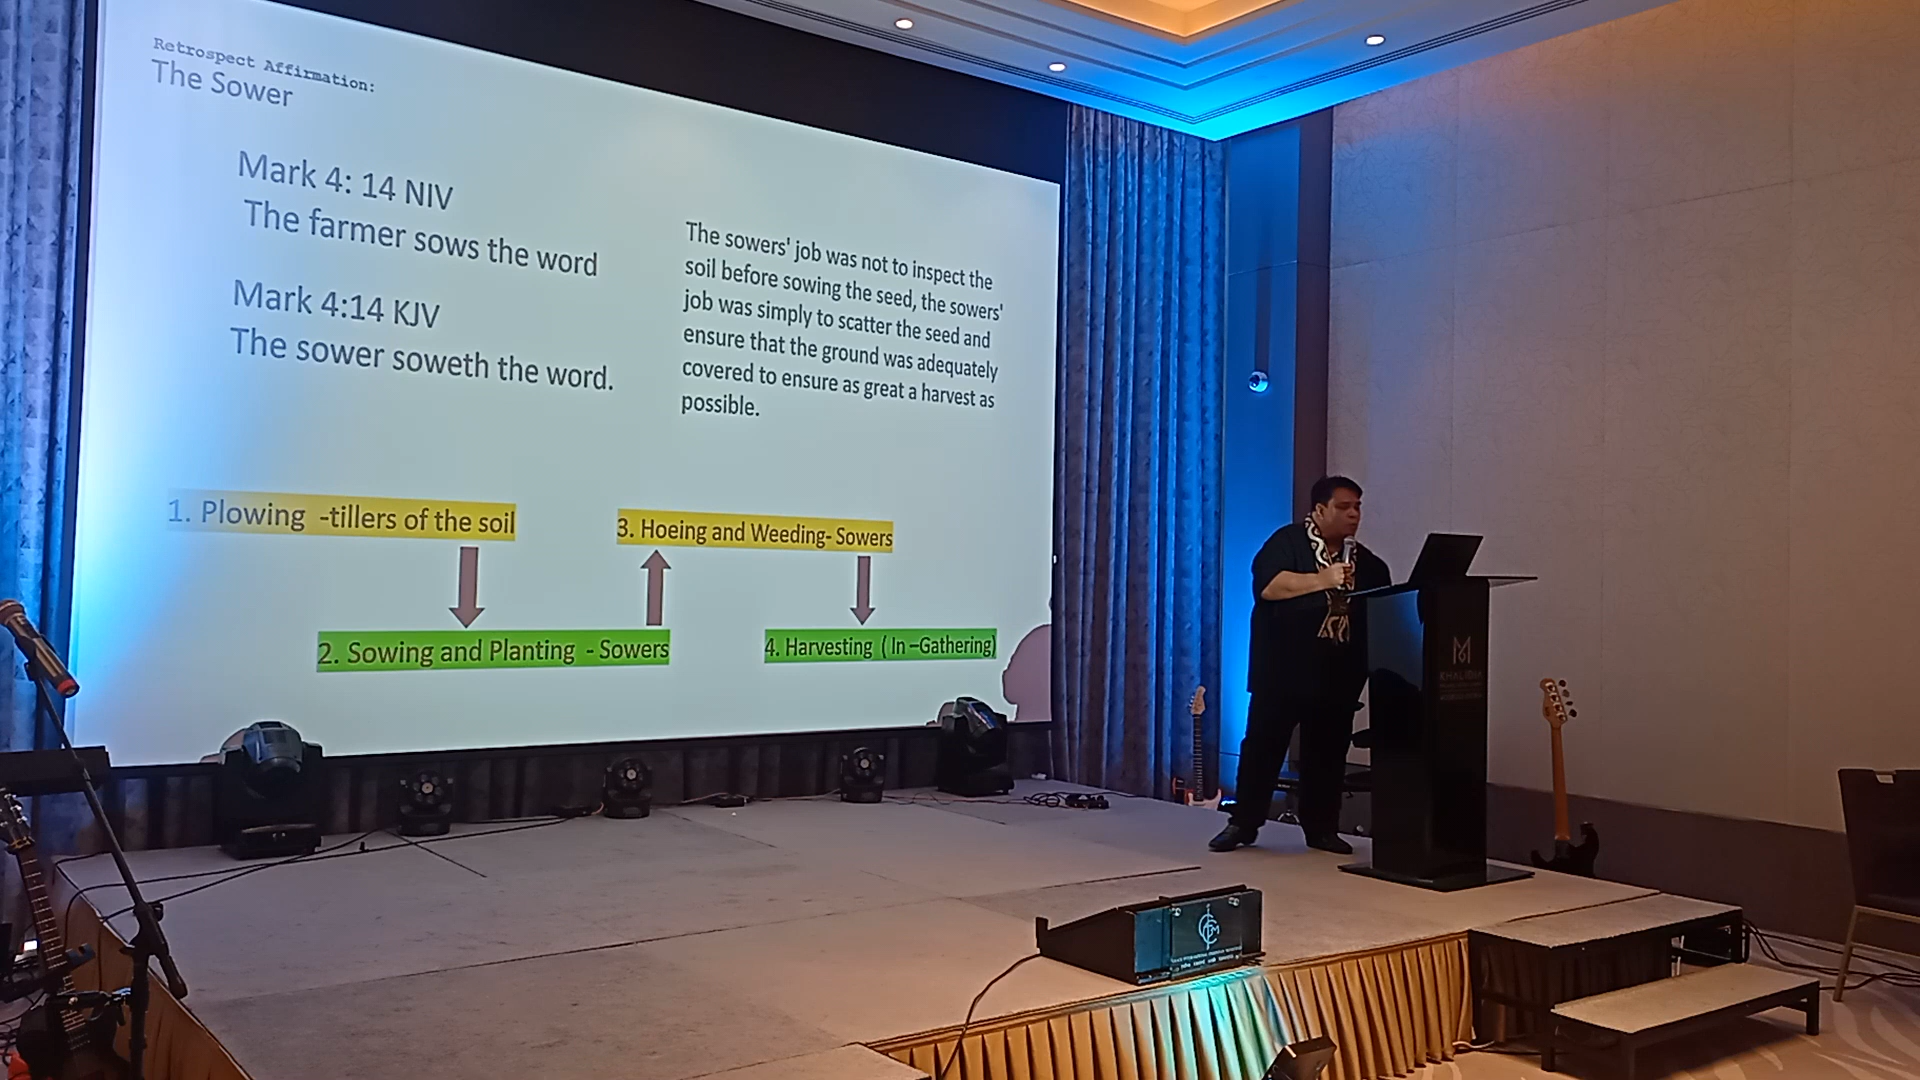 Retrospect Affirmation:
The Sower
Mark 4: 14 NIV
The farmer sows the word
Mark 4:14 KJV
The sower soweth the word.
The sowers' job was not to inspect the
soil before sowing the seed, the sowers'
job was simply to scatter the seed and
ensure that the ground was adequately
covered to ensure as great a harvest as
possible.
1. Plowing -tillers of the soil
3. Hoeing and Weeding- Sowers
2. Sowing and Planting - Sowers
4. Harvesting ( In –Gathering)
M
KHALIDIA